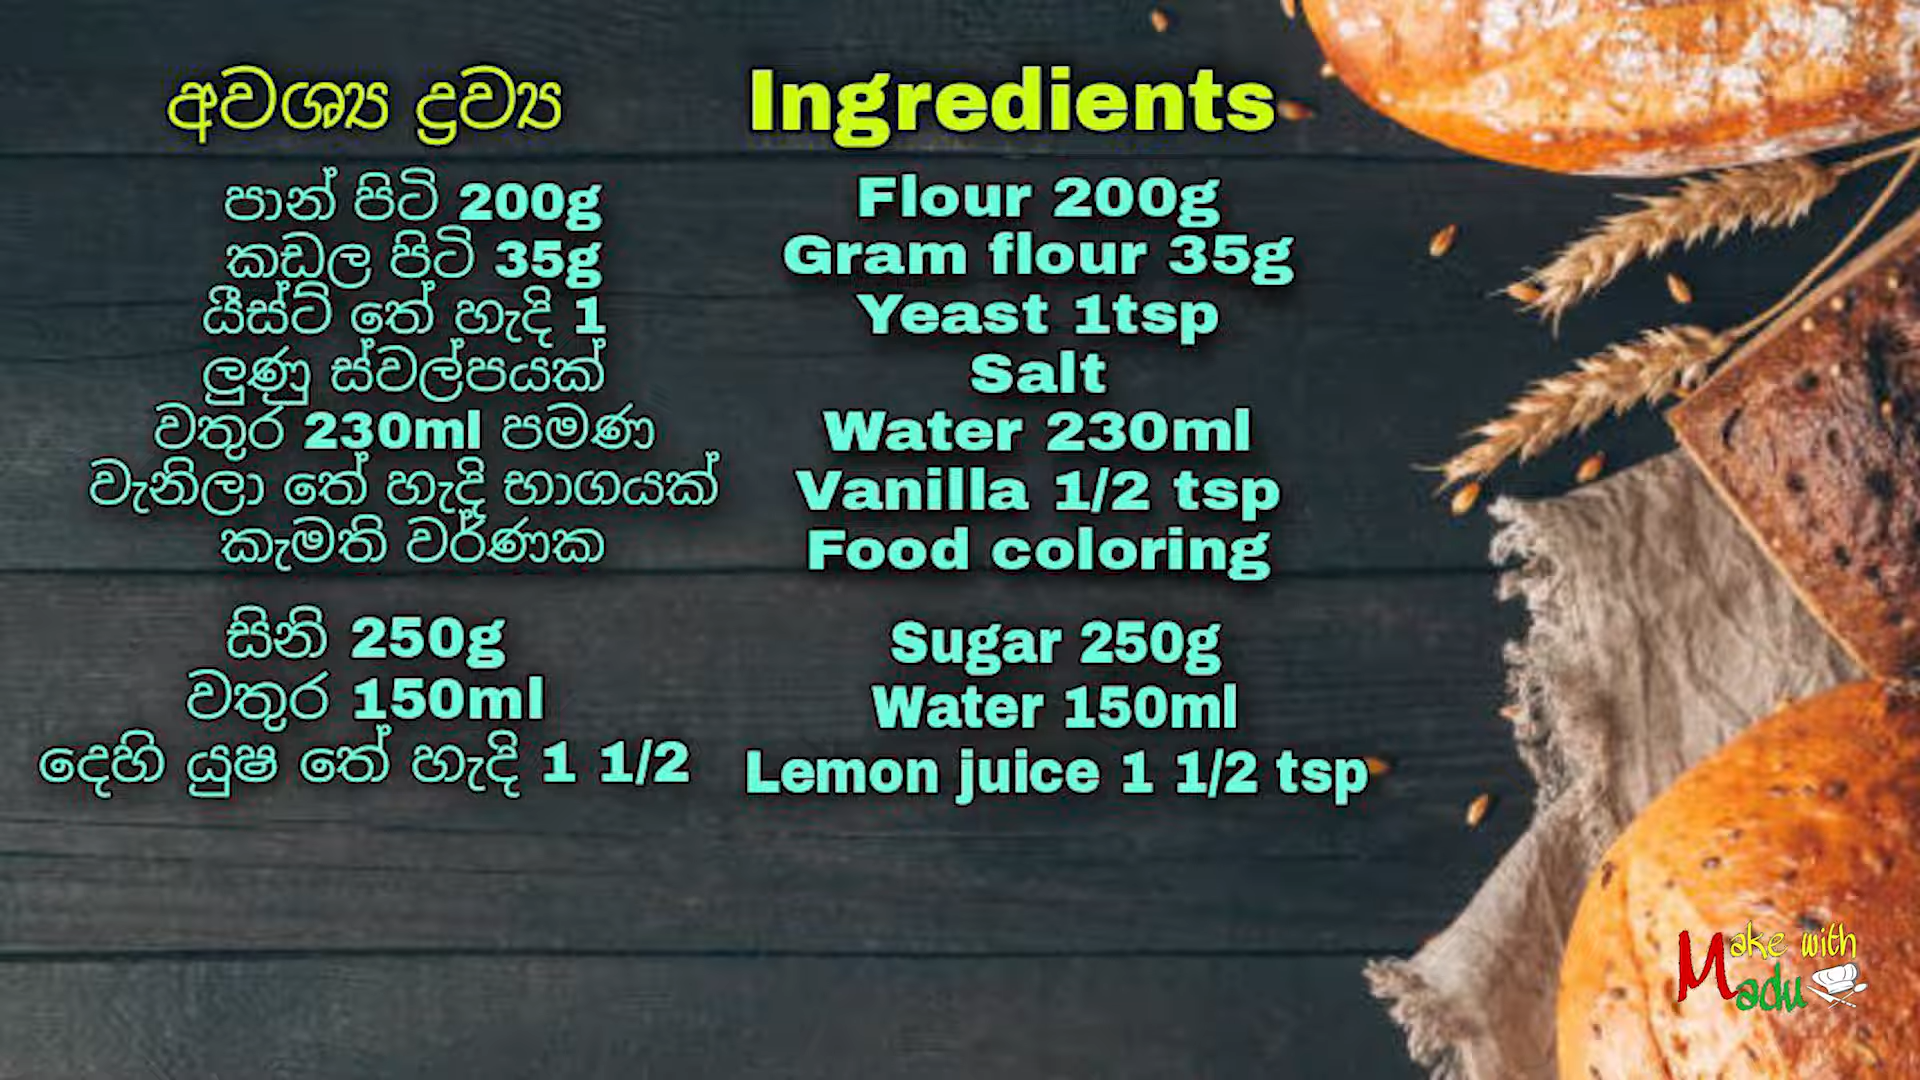 අවශ්‍ය ද්‍රව්‍ය
පාන් පිටි 200g
කඩල පිටි 35g
යීස්ට් තේ හැදි 1
ලුණු ස්වල්පයක්
වතුර 230ml පමණ
වැනිලා තේ හැදි භාගයක්
කැමති වර්ණක
සිනි 250g
වතුර 150ml
දෙහි යුෂ තේ හැදි 1 1/2
Ingredients
Flour 200g
Gram flour 35g
Yeast 1tsp
Salt
Water 230ml
Vanilla 1/2 tsp
Food coloring
Sugar 250g
Water 150ml
Lemon juice 1 1/2 tsp
Make with
Madu